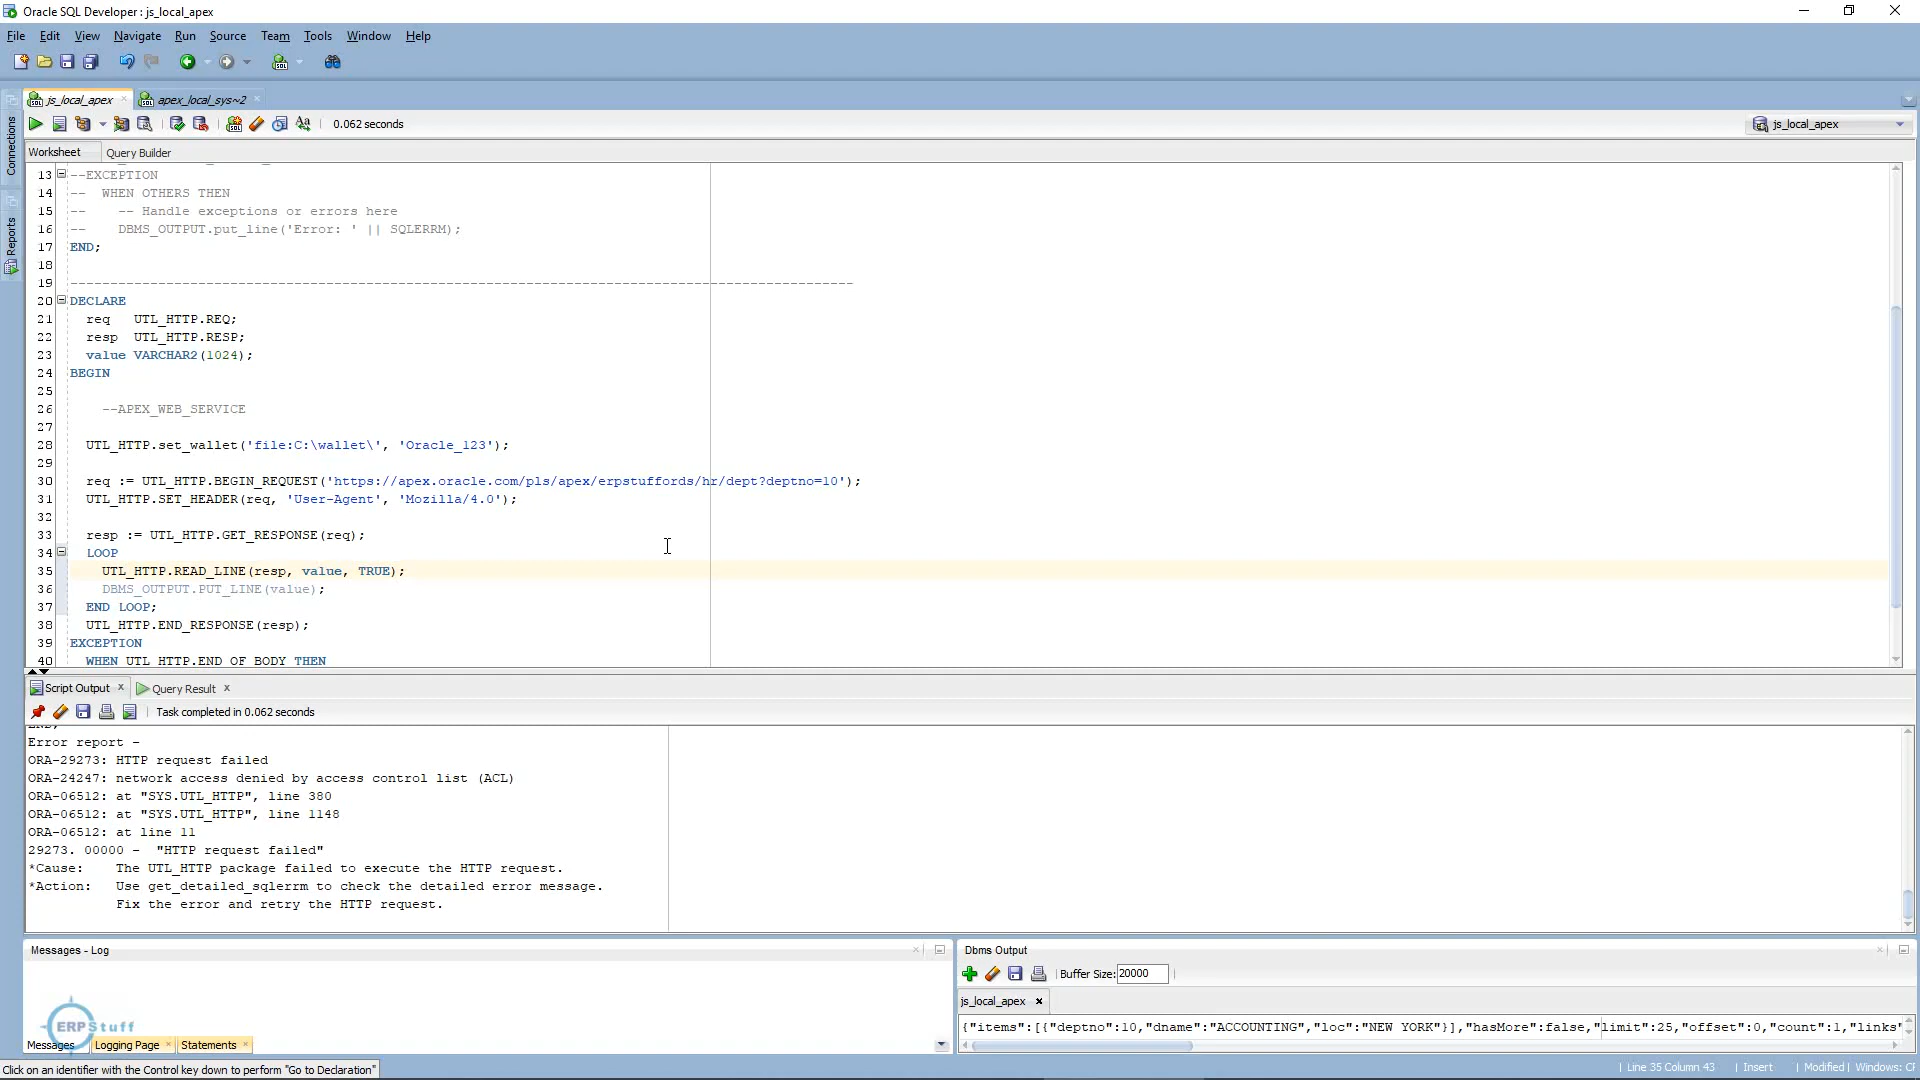 Oracle SQL Developer : js_local_apex
File Edit View Navigate Run Source Team Tools Window Help
js_local_apex
apex_local_sys~2
0.062 seconds
js_local_apex
Connections
Reports
Worksheet
Query Builder
13 --EXCEPTION
14 --  WHEN OTHERS THEN
15 --    -- Handle exceptions or errors here
16 --    DBMS_OUTPUT.put_line('Error: ' || SQLERRM);
17 END;
18
19 --------------------------------------------------------------------------------------------------
20 DECLARE
21   req   UTL_HTTP.REQ;
22   resp  UTL_HTTP.RESP;
23   value VARCHAR2(1024);
24 BEGIN
25
26     --APEX_WEB_SERVICE
27
28   UTL_HTTP.set_wallet('file:C:\wallet\', 'Oracle_123');
29
30   req := UTL_HTTP.BEGIN_REQUEST('https://apex.oracle.com/pls/apex/erpstuffords/hr/dept?deptno=10');
31   UTL_HTTP.SET_HEADER(req, 'User-Agent', 'Mozilla/4.0');
32
33   resp := UTL_HTTP.GET_RESPONSE(req);
34   LOOP
35     UTL_HTTP.READ_LINE(resp, value, TRUE);
36     DBMS_OUTPUT.PUT_LINE(value);
37   END LOOP;
38   UTL_HTTP.END_RESPONSE(resp);
39 EXCEPTION
40   WHEN UTL_HTTP.END_OF_BODY THEN
Script Output
Query Result
Task completed in 0.062 seconds
END;
Error report -
ORA-29273: HTTP request failed
ORA-24247: network access denied by access control list (ACL)
ORA-06512: at "SYS.UTL_HTTP", line 380
ORA-06512: at "SYS.UTL_HTTP", line 1148
ORA-06512: at line 11
29273. 00000 -  "HTTP request failed"
*Cause:    The UTL_HTTP package failed to execute the HTTP request.
*Action:   Use get_detailed_sqlerrm to check the detailed error message.
           Fix the error and retry the HTTP request.
Messages - Log
Dbms Output
Buffer Size: 20000
js_local_apex
{"items":[{"deptno":10,"dname":"ACCOUNTING","loc":"NEW YORK"}],"hasMore":false,"limit":25,"offset":0,"count":1,"links"
ERPStuff
Messages
Logging Page
Statements
Click on an identifier with the Control key down to perform "Go to Declaration"
Line 35 Column 43
Insert
Modified
Windows: CF